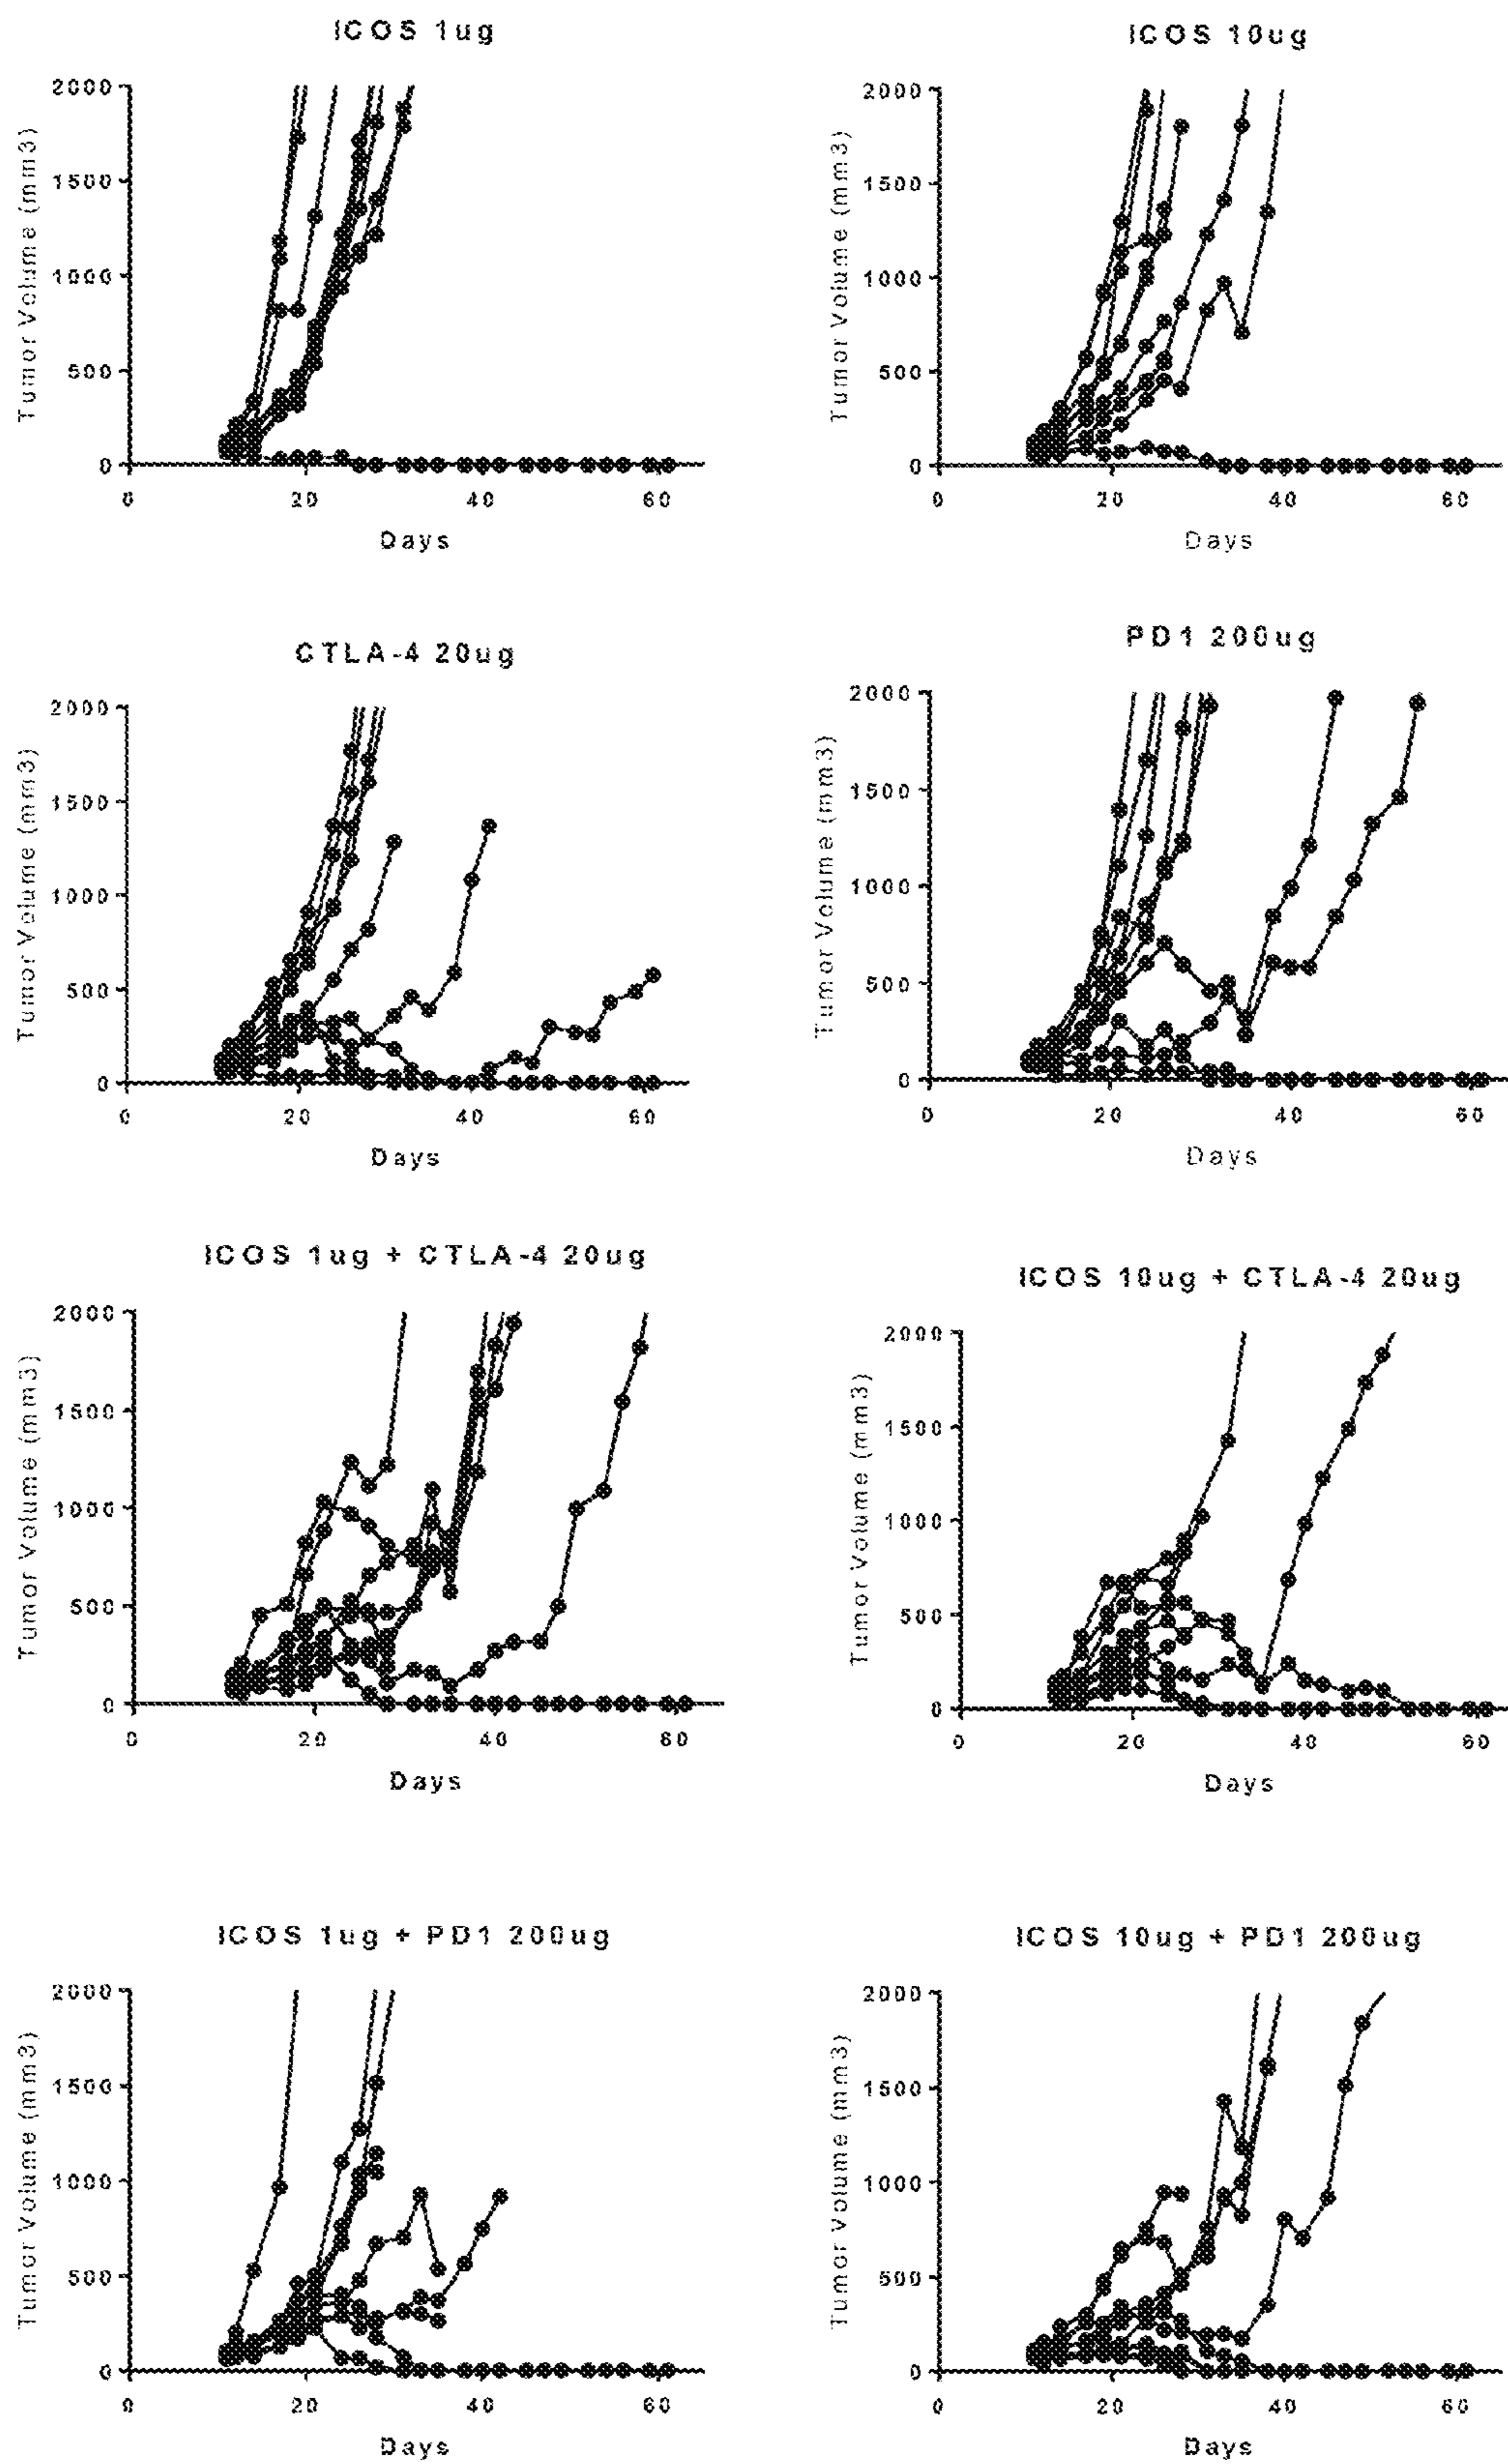 ICOS 1ug
Tumor Volume (mm3)
2000
1500
1000
500
0
0 20 40 60
Days
ICOS 10ug
Tumor Volume (mm3)
2000
1500
1000
500
0
0 20 40 60
Days
CTLA-4 20ug
Tumor Volume (mm3)
2000
1500
1000
500
0
0 20 40 60
Days
PD1 200ug
Tumor Volume (mm3)
2000
1500
1000
500
0
0 20 40 60
Days
ICOS 1ug + CTLA-4 20ug
Tumor Volume (mm3)
2000
1500
1000
500
0
0 20 40 60
Days
ICOS 10ug + CTLA-4 20ug
Tumor Volume (mm3)
2000
1500
1000
500
0
0 20 40 60
Days
ICOS 1ug + PD1 200ug
Tumor Volume (mm3)
2000
1500
1000
500
0
0 20 40 60
Days
ICOS 10ug + PD1 200ug
Tumor Volume (mm3)
2000
1500
1000
500
0
0 20 40 60
Days